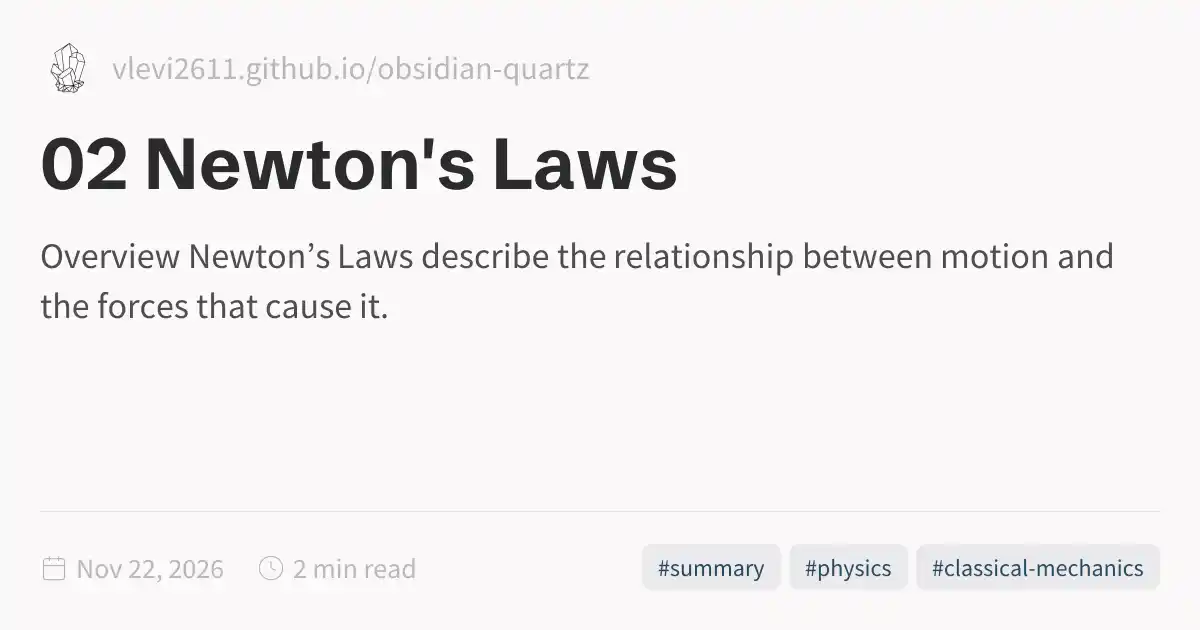 vlevi2611.github.io/obsidian-quartz
02 Newton's Laws
Overview Newton’s Laws describe the relationship between motion and
the forces that cause it.
Nov 22, 2026 2 min read #summary #physics #classical-mechanics